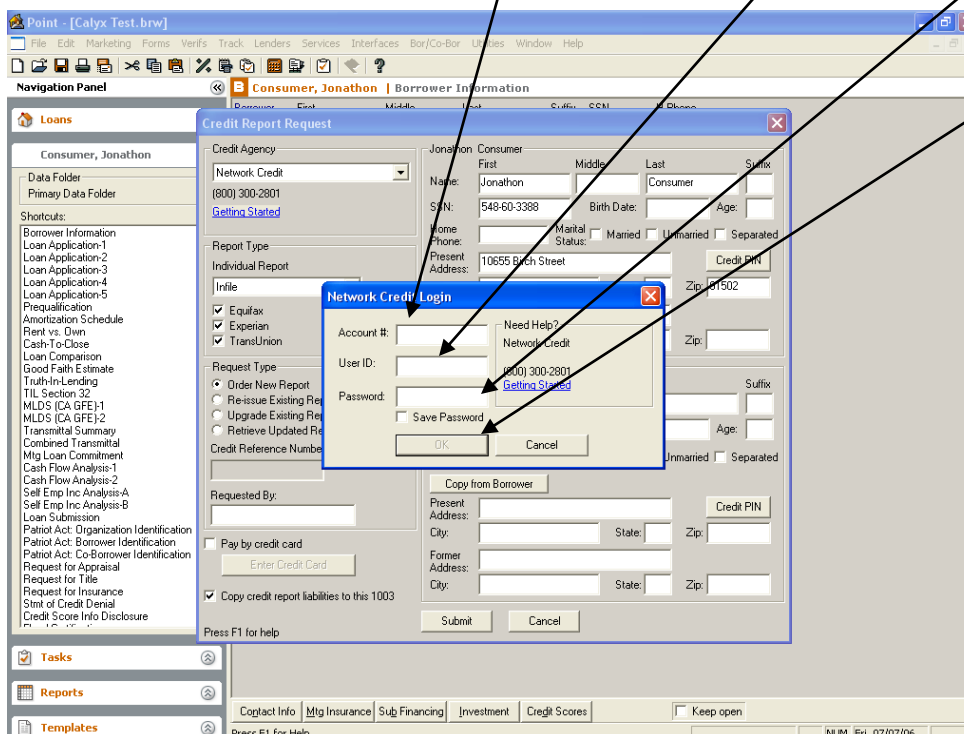 Point - [Calyx Test.brw]
File Edit Marketing Forms Verifs Track Lenders Services Interfaces Bor/Co-Bor Utilities Window Help
Navigation Panel
B Consumer, Jonathon | Borrower Information
Borrower First Middle Last Suffix SSN H Phone
Loans
Consumer, Jonathon
Data Folder
Primary Data Folder
Shortcuts:
Borrower Information
Loan Application-1
Loan Application-2
Loan Application-3
Loan Application-4
Loan Application-5
Prequalification
Amortization Schedule
Rent vs. Own
Cash-To-Close
Loan Comparison
Good Faith Estimate
Truth-In-Lending
TIL Section 32
MLDS (CA GFE)-1
MLDS (CA GFE)-2
Transmittal Summary
Combined Transmittal
Mtg Loan Commitment
Cash Flow Analysis-1
Cash Flow Analysis-2
Self Emp Inc Analysis-A
Self Emp Inc Analysis-B
Loan Submission
Patriot Act: Organization Identification
Patriot Act: Borrower Identification
Patriot Act: Co-Borrower Identification
Request for Appraisal
Request for Title
Request for Insurance
Stmt of Credit Denial
Credit Score Info Disclosure
Tasks
Reports
Templates
Credit Report Request
Credit Agency
Network Credit
(800) 300-2801
Getting Started
Report Type
Individual Report
Infile
Equifax
Experian
TransUnion
Request Type
Order New Report
Re-issue Existing Rep
Upgrade Existing Rep
Retrieve Updated Re
Credit Reference Numbe
Requested By:
Pay by credit card
Enter Credit Card
Copy credit report liabilities to this 1003
Press F1 for help
Jonathon Consumer
First Middle Last Suffix
Name: Jonathon Consumer
SSN: 548-60-3388 Birth Date: Age:
Home Phone: Marital Status: Married Unmarried Separated
Present Address: 10655 Birch Street Credit PIN
Zip: 91502
Zip:
Network Credit Login
Account #:
User ID:
Password:
Save Password
OK Cancel
Need Help?
Network Credit
(800) 300-2801
Getting Started
Suffix
Age:
Unmarried Separated
Copy from Borrower
Present Address: Credit PIN
City: State: Zip:
Former Address:
City: State: Zip:
Submit Cancel
Contact Info Mtg Insurance Sub Financing Investment Credit Scores Keep open
Press F1 for Help NUM Fri 07/07/06